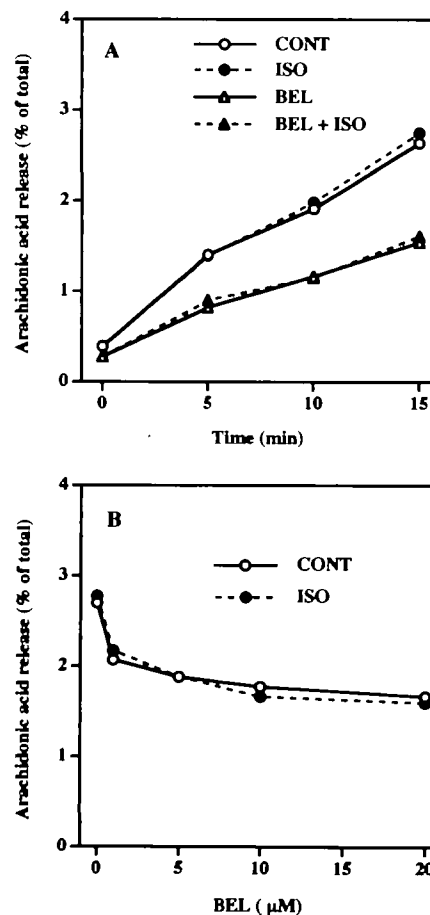 A
CONT
ISO
BEL
BEL + ISO
Arachidonic acid release (% of total)
4
3
2
1
0
0 5 10 15
Time (min)
B
CONT
ISO
Arachidonic acid release (% of total)
4
3
2
1
0
0 5 10 15 20
BEL ( μM)